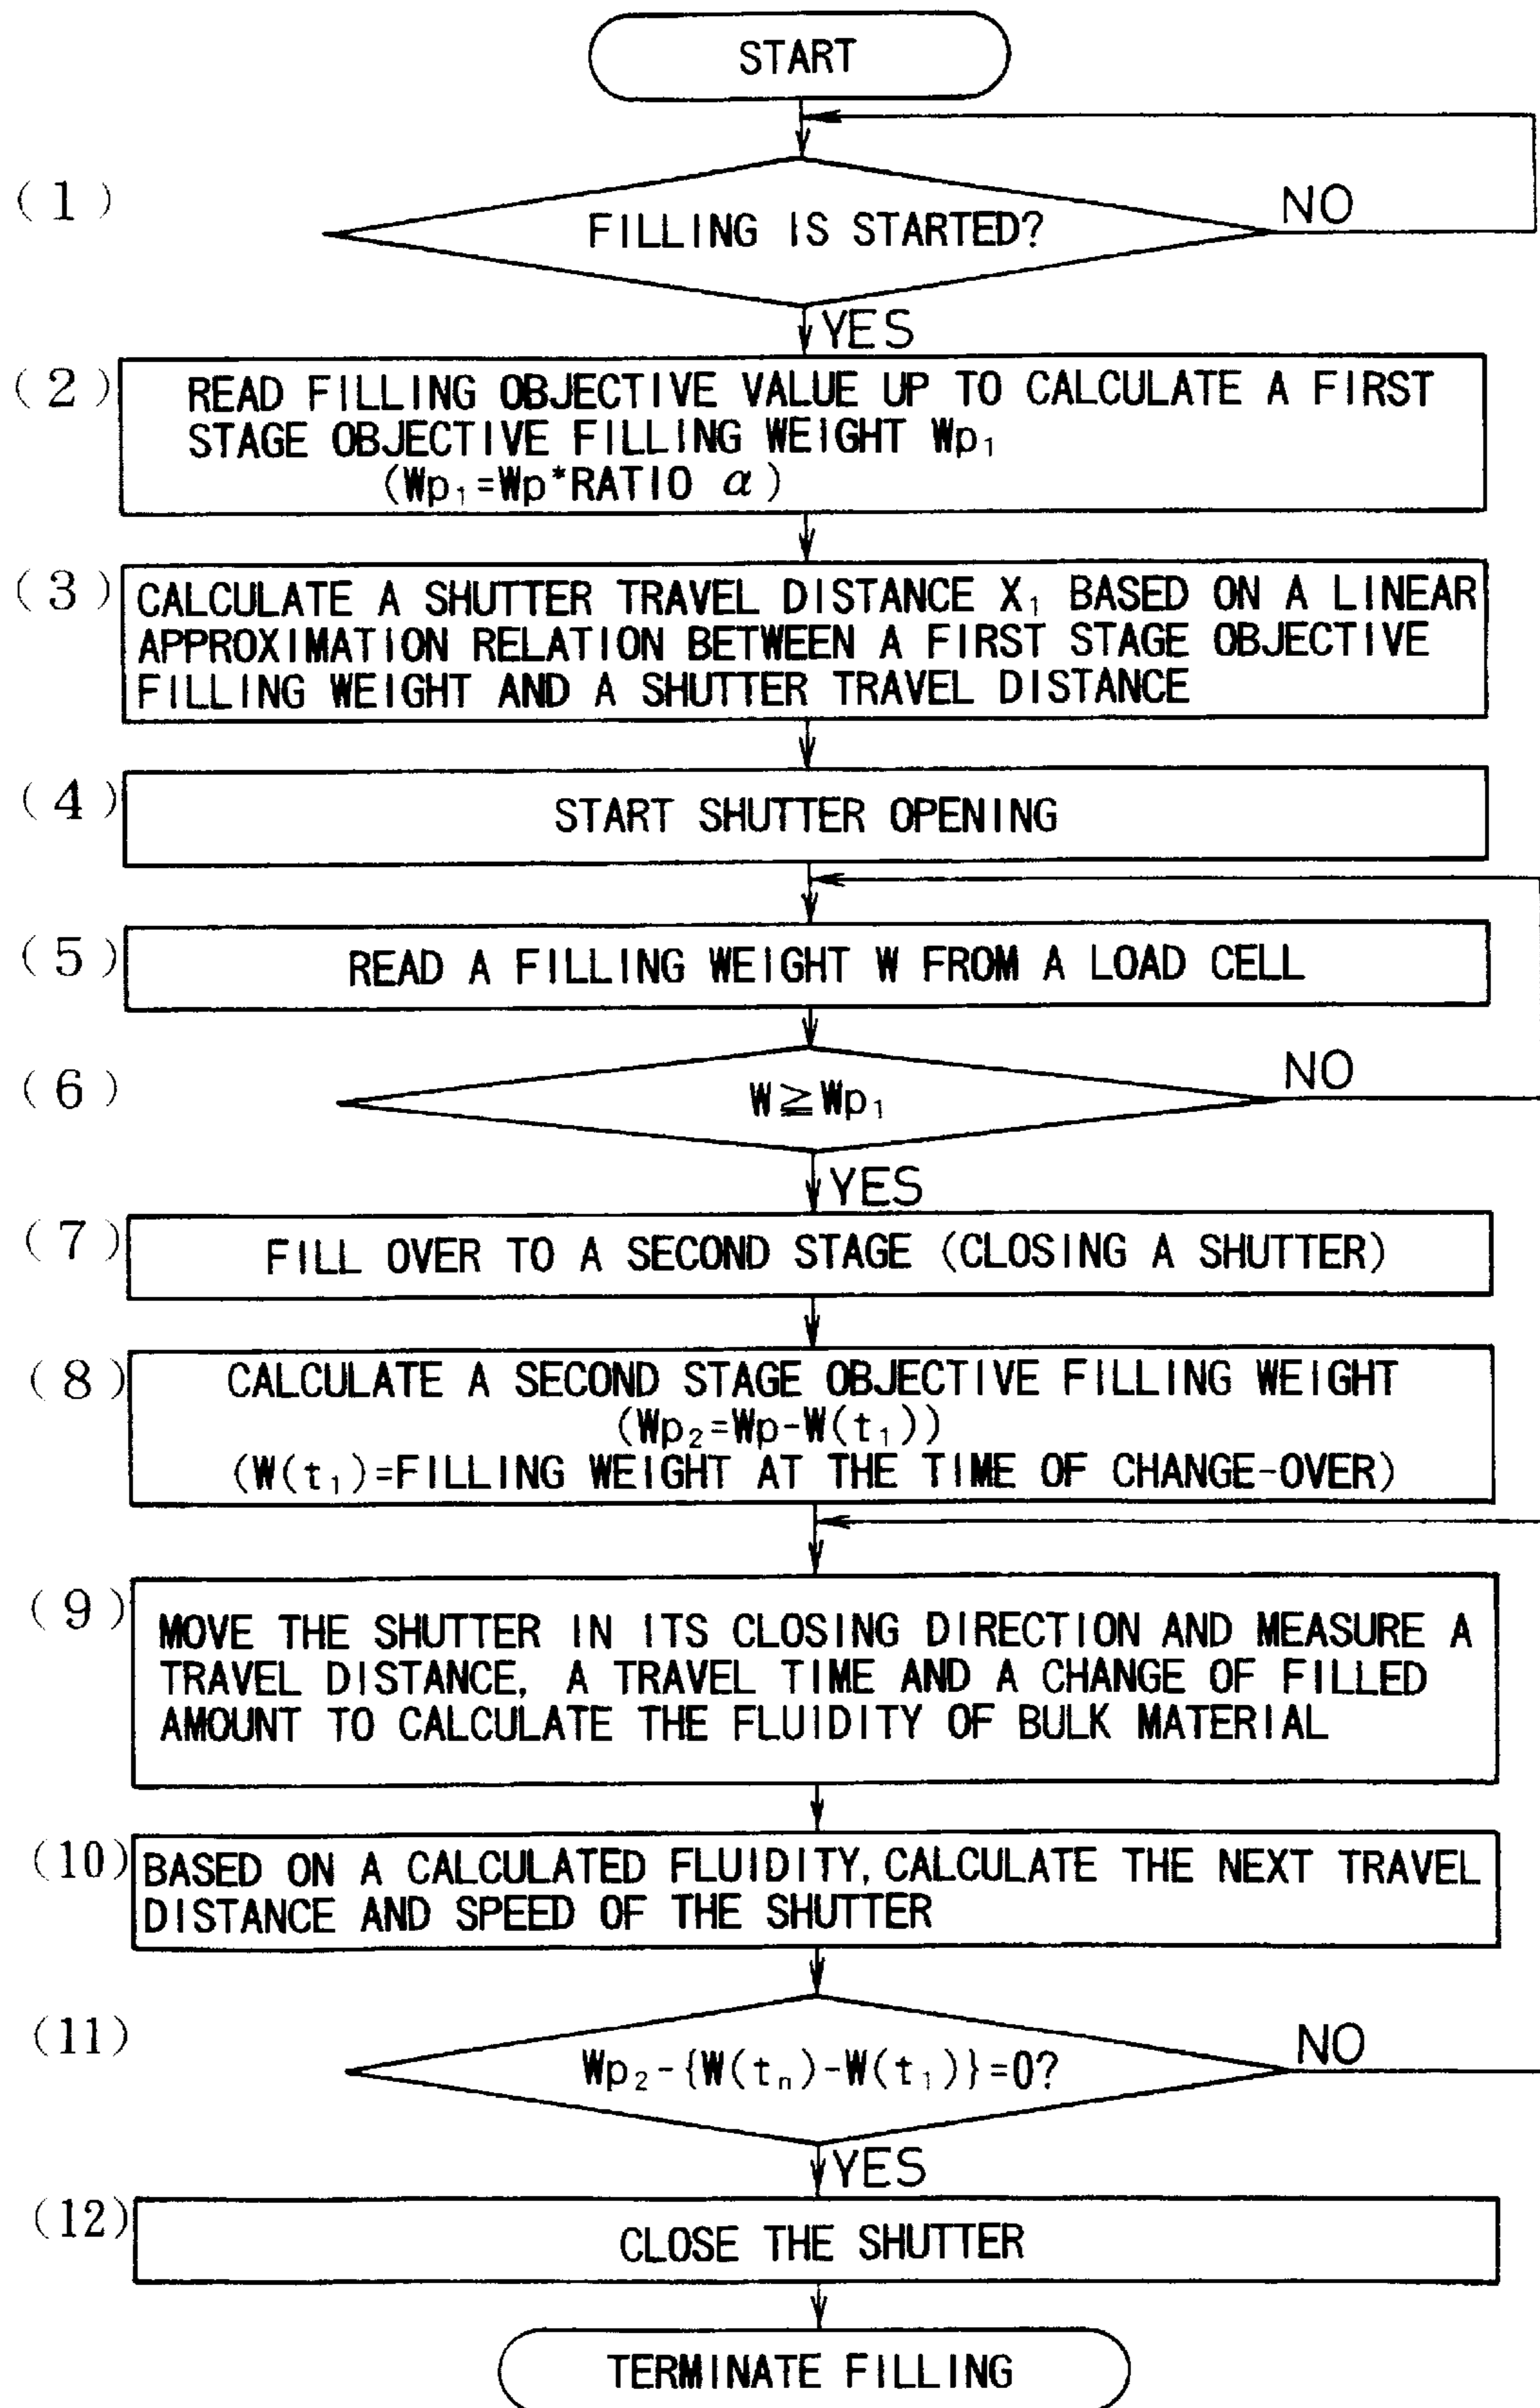 START
(1)
FILLING IS STARTED?
NO
YES
(2)
READ FILLING OBJECTIVE VALUE UP TO CALCULATE A FIRST
STAGE OBJECTIVE FILLING WEIGHT Wp₁
(Wp₁=Wp*RATIO α)
(3)
CALCULATE A SHUTTER TRAVEL DISTANCE X₁ BASED ON A LINEAR
APPROXIMATION RELATION BETWEEN A FIRST STAGE OBJECTIVE
FILLING WEIGHT AND A SHUTTER TRAVEL DISTANCE
(4)
START SHUTTER OPENING
(5)
READ A FILLING WEIGHT W FROM A LOAD CELL
(6)
W≧Wp₁
NO
YES
(7)
FILL OVER TO A SECOND STAGE (CLOSING A SHUTTER)
(8)
CALCULATE A SECOND STAGE OBJECTIVE FILLING WEIGHT
(Wp₂=Wp-W(t₁))
(W(t₁)=FILLING WEIGHT AT THE TIME OF CHANGE-OVER)
(9)
MOVE THE SHUTTER IN ITS CLOSING DIRECTION AND MEASURE A
TRAVEL DISTANCE, A TRAVEL TIME AND A CHANGE OF FILLED
AMOUNT TO CALCULATE THE FLUIDITY OF BULK MATERIAL
(10)
BASED ON A CALCULATED FLUIDITY, CALCULATE THE NEXT TRAVEL
DISTANCE AND SPEED OF THE SHUTTER
(11)
Wp₂-{W(tₙ)-W(t₁)}=0?
NO
YES
(12)
CLOSE THE SHUTTER
TERMINATE FILLING